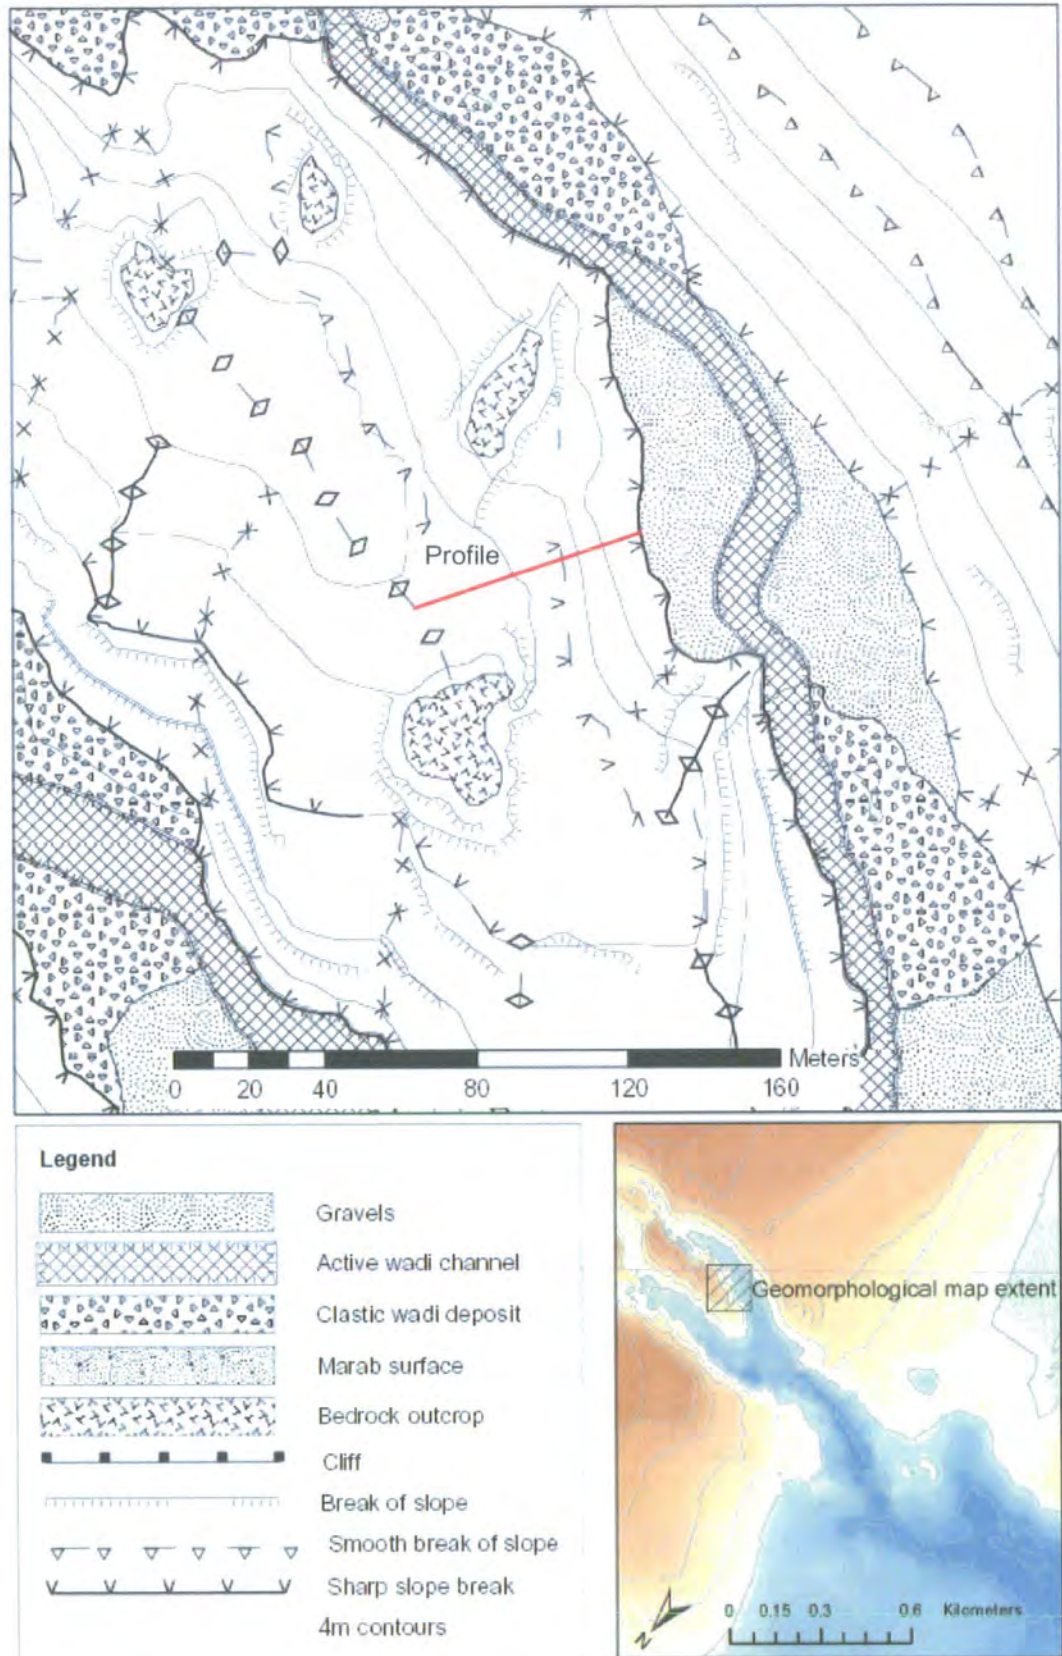 Profile
Meters
0 20 40 80 120 160
Legend
Gravels
Active wadi channel
Clastic wadi deposit
Marab surface
Bedrock outcrop
Cliff
Break of slope
Smooth break of slope
Sharp slope break
4m contours
Geomorphological map extent
N
0 0.15 0.3 0.6 Kilometers